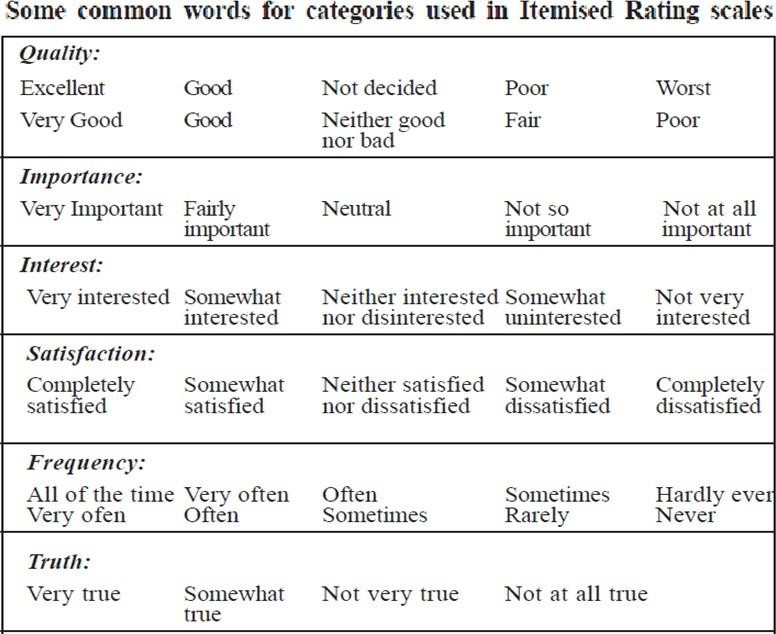 Some common words for categories used in Itemised Rating scales
Quality:
Excellent Good Not decided Poor Worst
Very Good Good Neither good Fair Poor
nor bad
Importance:
Very Important Fairly Neutral Not so Not at all
important important important
Interest:
Very interested Somewhat Neither interested Somewhat Not very
interested nor disinterested uninterested interested
Satisfaction:
Completely Somewhat Neither satisfied Somewhat Completely
satisfied satisfied nor dissatisfied dissatisfied dissatisfied
Frequency:
All of the time Very often Often Sometimes Hardly ever
Very ofen Often Sometimes Rarely Never
Truth:
Very true Somewhat Not very true Not at all true
true